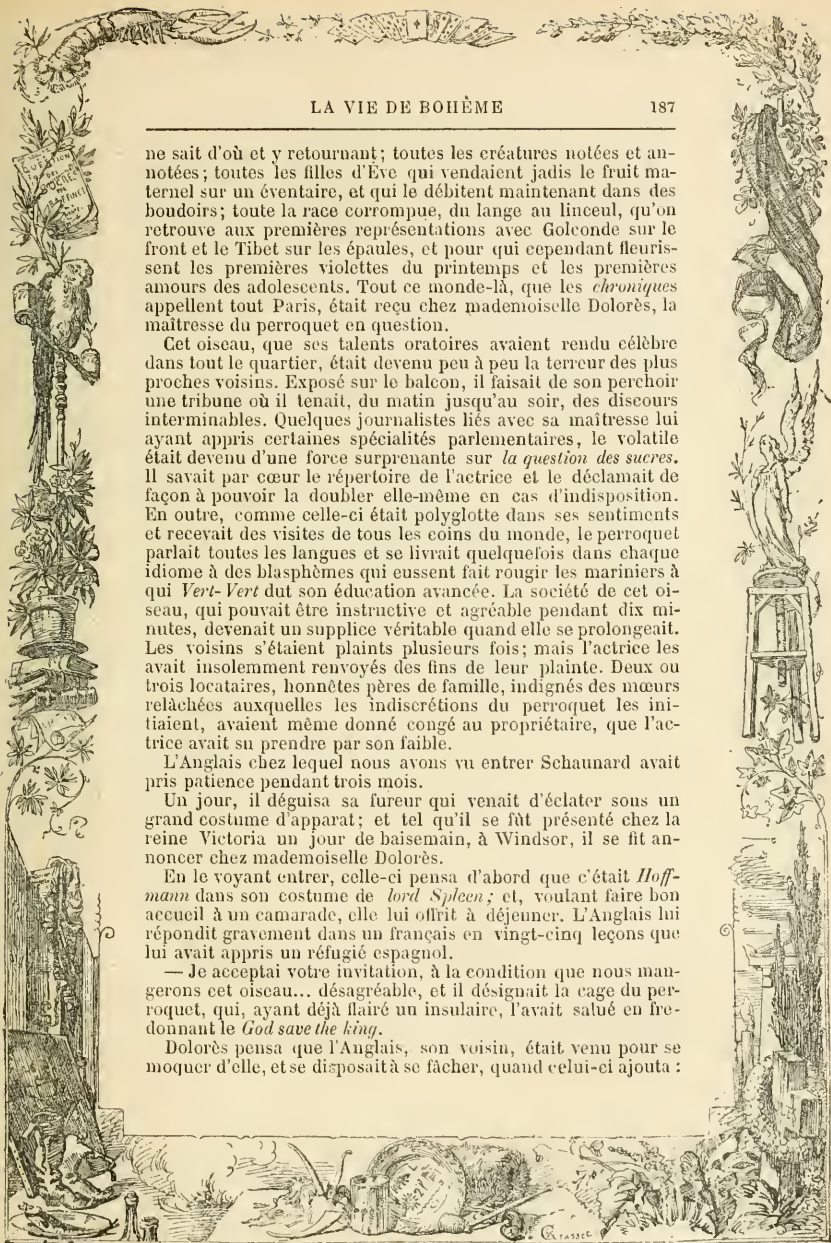 LA VIE DE BOHÈME 187
ne sait d'où et y retournant; toutes les créatures notées et an-
notées; toutes les filles d'Ève qui vendaient jadis le fruit ma-
ternel sur un éventaire, et qui le débitent maintenant dans des
boudoirs; toute la race corrompue, du lange au linceul, qu'on
retrouve aux premières représentations avec Golconde sur le
front et le Tibet sur les épaules, et pour qui cependant fleuris-
sent les premières violettes du printemps et les premières
amours des adolescents. Tout ce monde-là, que les chroniques
appellent tout Paris, était reçu chez mademoiselle Dolorès, la
maîtresse du perroquet en question.
Cet oiseau, que ses talents oratoires avaient rendu célèbre
dans tout le quartier, était devenu peu à peu la terreur des plus
proches voisins. Exposé sur le balcon, il faisait de son perchoir
une tribune où il tenait, du matin jusqu'au soir, des discours
interminables. Quelques journalistes liés avec sa maîtresse lui
ayant appris certaines spécialités parlementaires, le volatile
était devenu d'une force surprenante sur la question des sucres.
Il savait par cœur le répertoire de l'actrice et le déclamait de
façon à pouvoir la doubler elle-même en cas d'indisposition.
En outre, comme celle-ci était polyglotte dans ses sentiments
et recevait des visites de tous les coins du monde, le perroquet
parlait toutes les langues et se livrait quelquefois dans chaque
idiome à des blasphèmes qui eussent fait rougir les mariniers à
qui Vert-Vert dut son éducation avancée. La société de cet oi-
seau, qui pouvait être instructive et agréable pendant dix mi-
nutes, devenait un supplice véritable quand elle se prolongeait.
Les voisins s'étaient plaints plusieurs fois; mais l'actrice les
avait insolemment renvoyés des fins de leur plainte. Deux ou
trois locataires, honnêtes pères de famille, indignés des mœurs
relâchées auxquelles les indiscrétions du perroquet les ini-
tiaient, avaient même donné congé au propriétaire, que l'ac-
trice avait su prendre par son faible.
L'Anglais chez lequel nous avons vu entrer Schaunard avait
pris patience pendant trois mois.
Un jour, il déguisa sa fureur qui venait d'éclater sous un
grand costume d'apparat; et tel qu'il se fût présenté chez la
reine Victoria un jour de baisemain, à Windsor, il se fit an-
noncer chez mademoiselle Dolorès.
En le voyant entrer, celle-ci pensa d'abord que c'était Hoff-
mann dans son costume de lord Spleen; et, voulant faire bon
accueil à un camarade, elle lui offrit à déjeuner. L'Anglais lui
répondit gravement dans un français en vingt-cinq leçons que
lui avait appris un réfugié espagnol.
— Je acceptai votre invitation, à la condition que nous man-
gerons cet oiseau... désagréable, et il désignait la cage du per-
roquet, qui, ayant déjà flairé un insulaire, l'avait salué en fre-
donnant le God save the king.
Dolorès pensa que l'Anglais, son voisin, était venu pour se
moquer d'elle, et se disposait à se fâcher, quand celui-ci ajouta :
QUESTION
DES
SUCRES